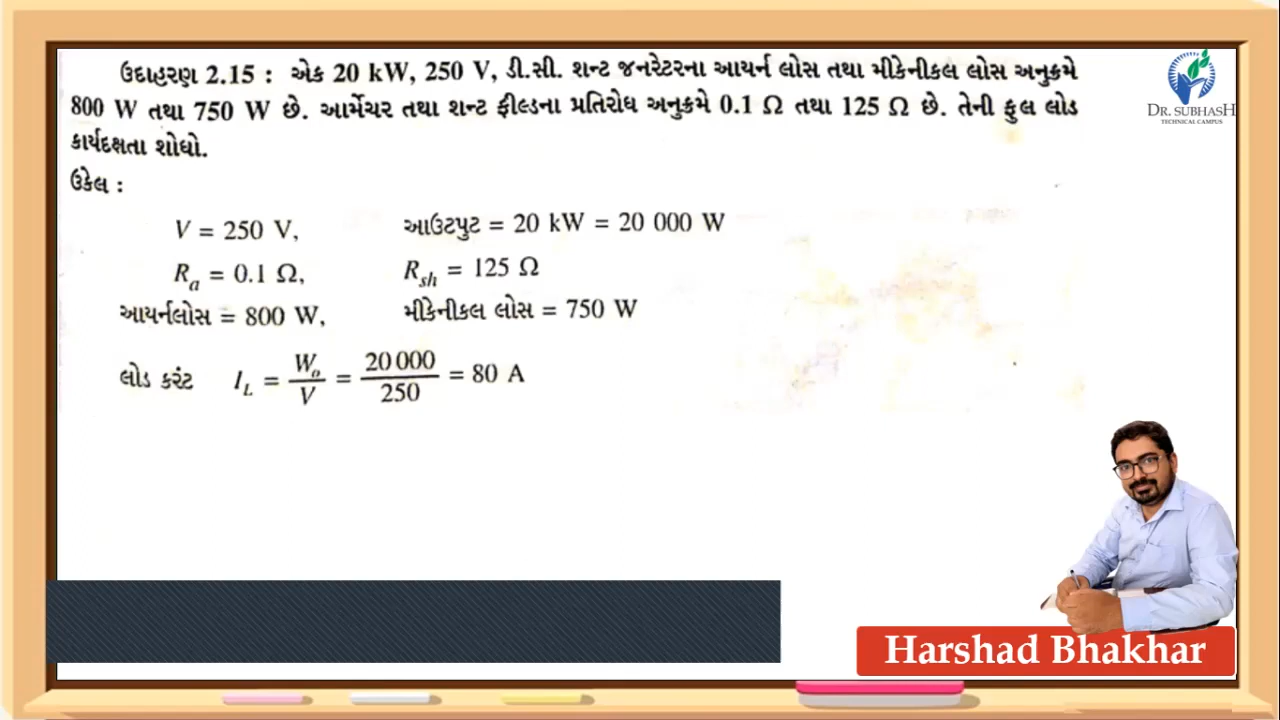 ઉદાહરણ 2.15 : એક 20 kW, 250 V, ડી.સી. શન્ટ જનરેટરના આયર્ન લોસ તથા મીકેનીકલ લોસ અનુક્રમે
800 W તથા 750 W છે. આર્મેચર તથા શન્ટ ફીલ્ડના પ્રતિરોધ અનુક્રમે 0.1 Ω તથા 125 Ω છે. તેની ફુલ લોડ
કાર્યદક્ષતા શોધો.
ઉકેલ :
V = 250 V, આઉટપુટ = 20 kW = 20 000 W
R_a = 0.1 Ω, R_sh = 125 Ω
આયર્નલોસ = 800 W, મીકેનીકલ લોસ = 750 W
લોડ કરંટ I_L = W_o / V = 20 000 / 250 = 80 A
DR. SUBHASH
TECHNICAL CAMPUS
Harshad Bhakhar